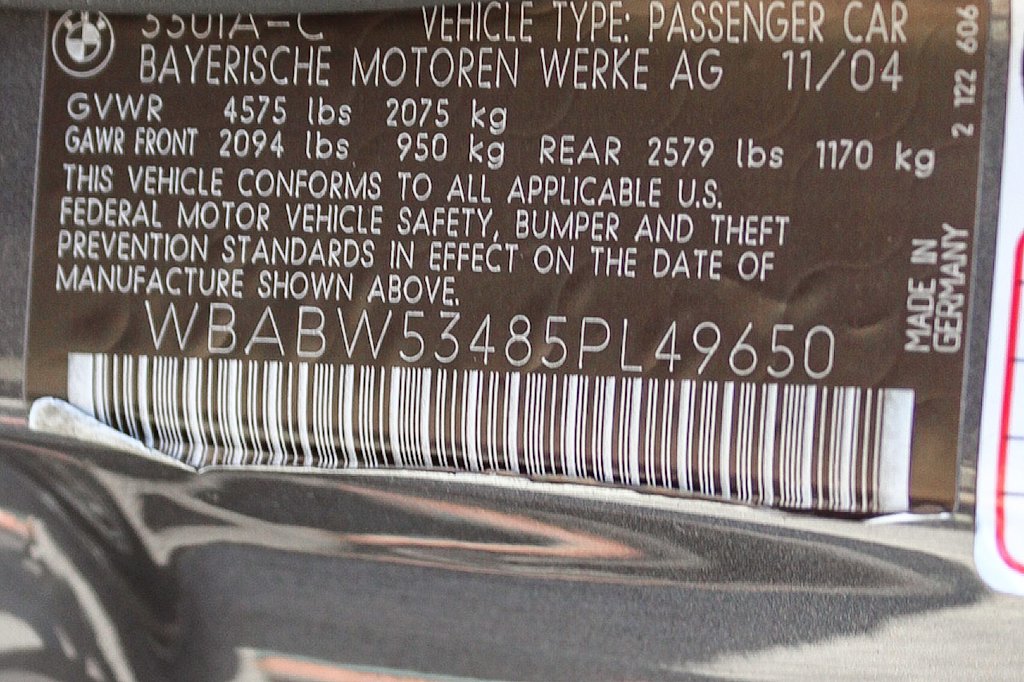 330iA-C VEHICLE TYPE: PASSENGER CAR
BAYERISCHE MOTOREN WERKE AG 11/04
GVWR 4575 lbs 2075 kg
GAWR FRONT 2094 lbs 950 kg REAR 2579 lbs 1170 kg
THIS VEHICLE CONFORMS TO ALL APPLICABLE U.S.
FEDERAL MOTOR VEHICLE SAFETY, BUMPER AND THEFT
PREVENTION STANDARDS IN EFFECT ON THE DATE OF
MANUFACTURE SHOWN ABOVE.
WBABW53485PL49650
MADE IN
GERMANY
2 122 606